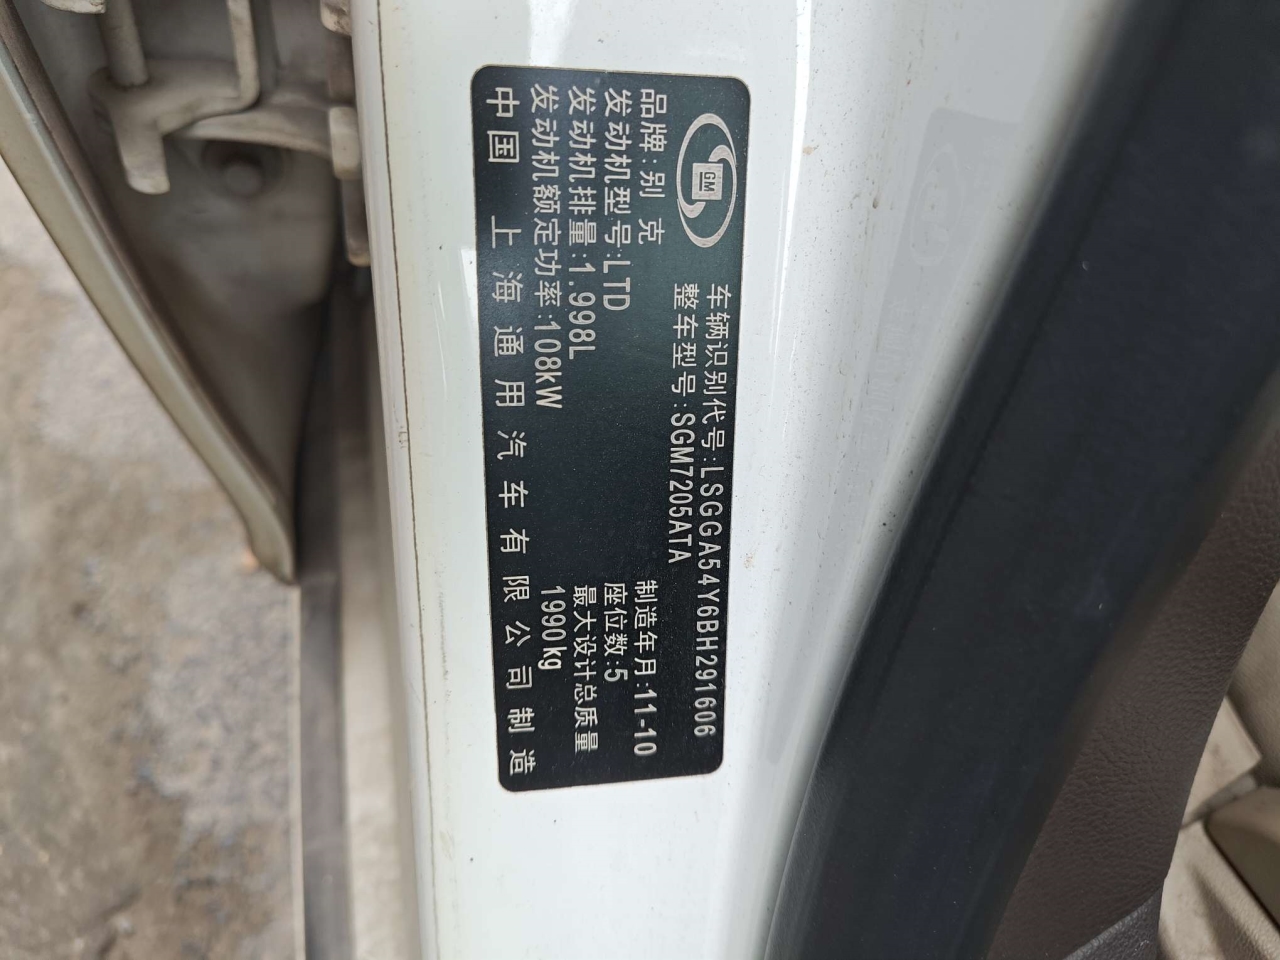 GM
车辆识别代号:LSGGA54Y6BH291606
整车型号:SGM7205ATA
品牌:别 克
制造年月:11-10
发动机型号:LTD
座位数:5
发动机排量:1.998L
最大设计总质量
发动机额定功率:108kW
1990kg
中国 上海通用汽车有限公司制造